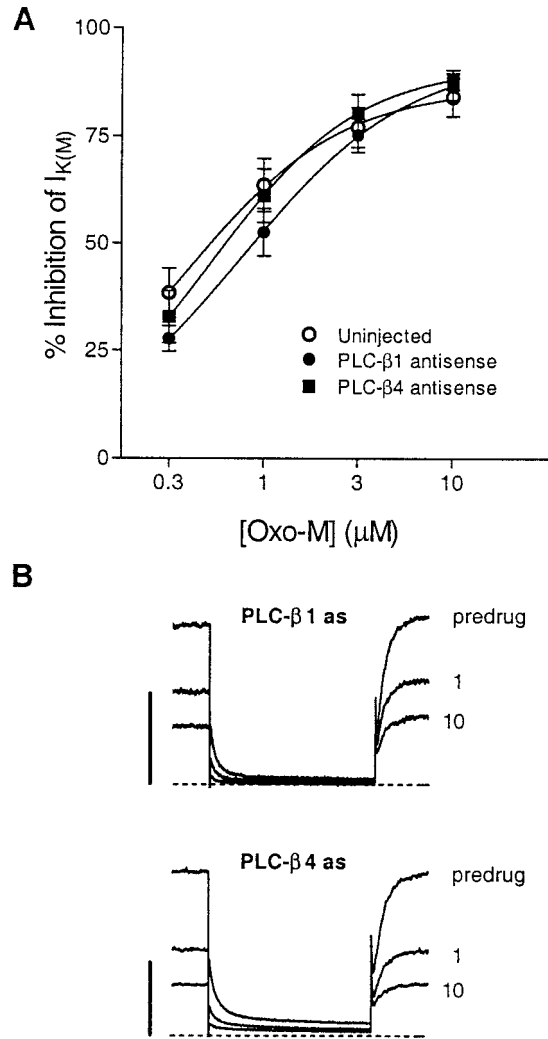 A
100
75
50
25
0
% Inhibition of IK(M)
Uninjected
PLC-β1 antisense
PLC-β4 antisense
0.3 1 3 10
[Oxo-M] (μM)
B
PLC-β1 as
predrug
1
10
PLC-β4 as
predrug
1
10